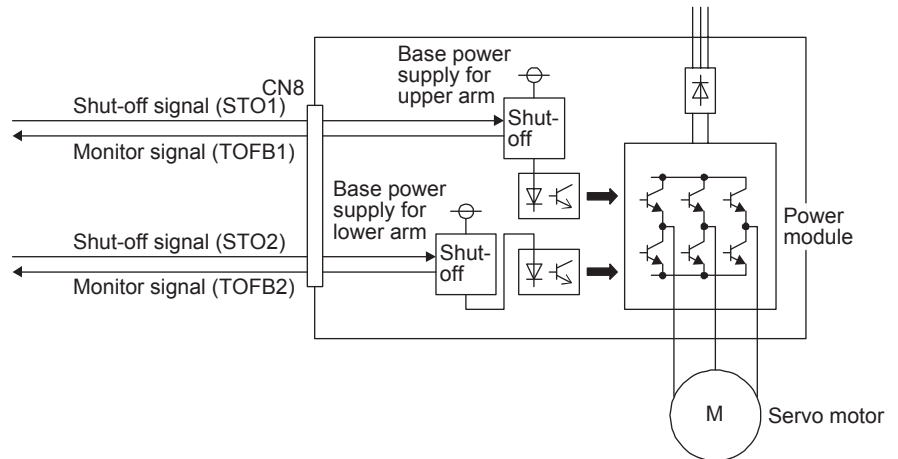 Base power
supply for
upper arm
CN8
Shut-off signal (STO1)
Shut-
off
Monitor signal (TOFB1)
Base power
supply for
lower arm
Power
module
Shut-off signal (STO2)
Shut-
off
Monitor signal (TOFB2)
M
Servo motor